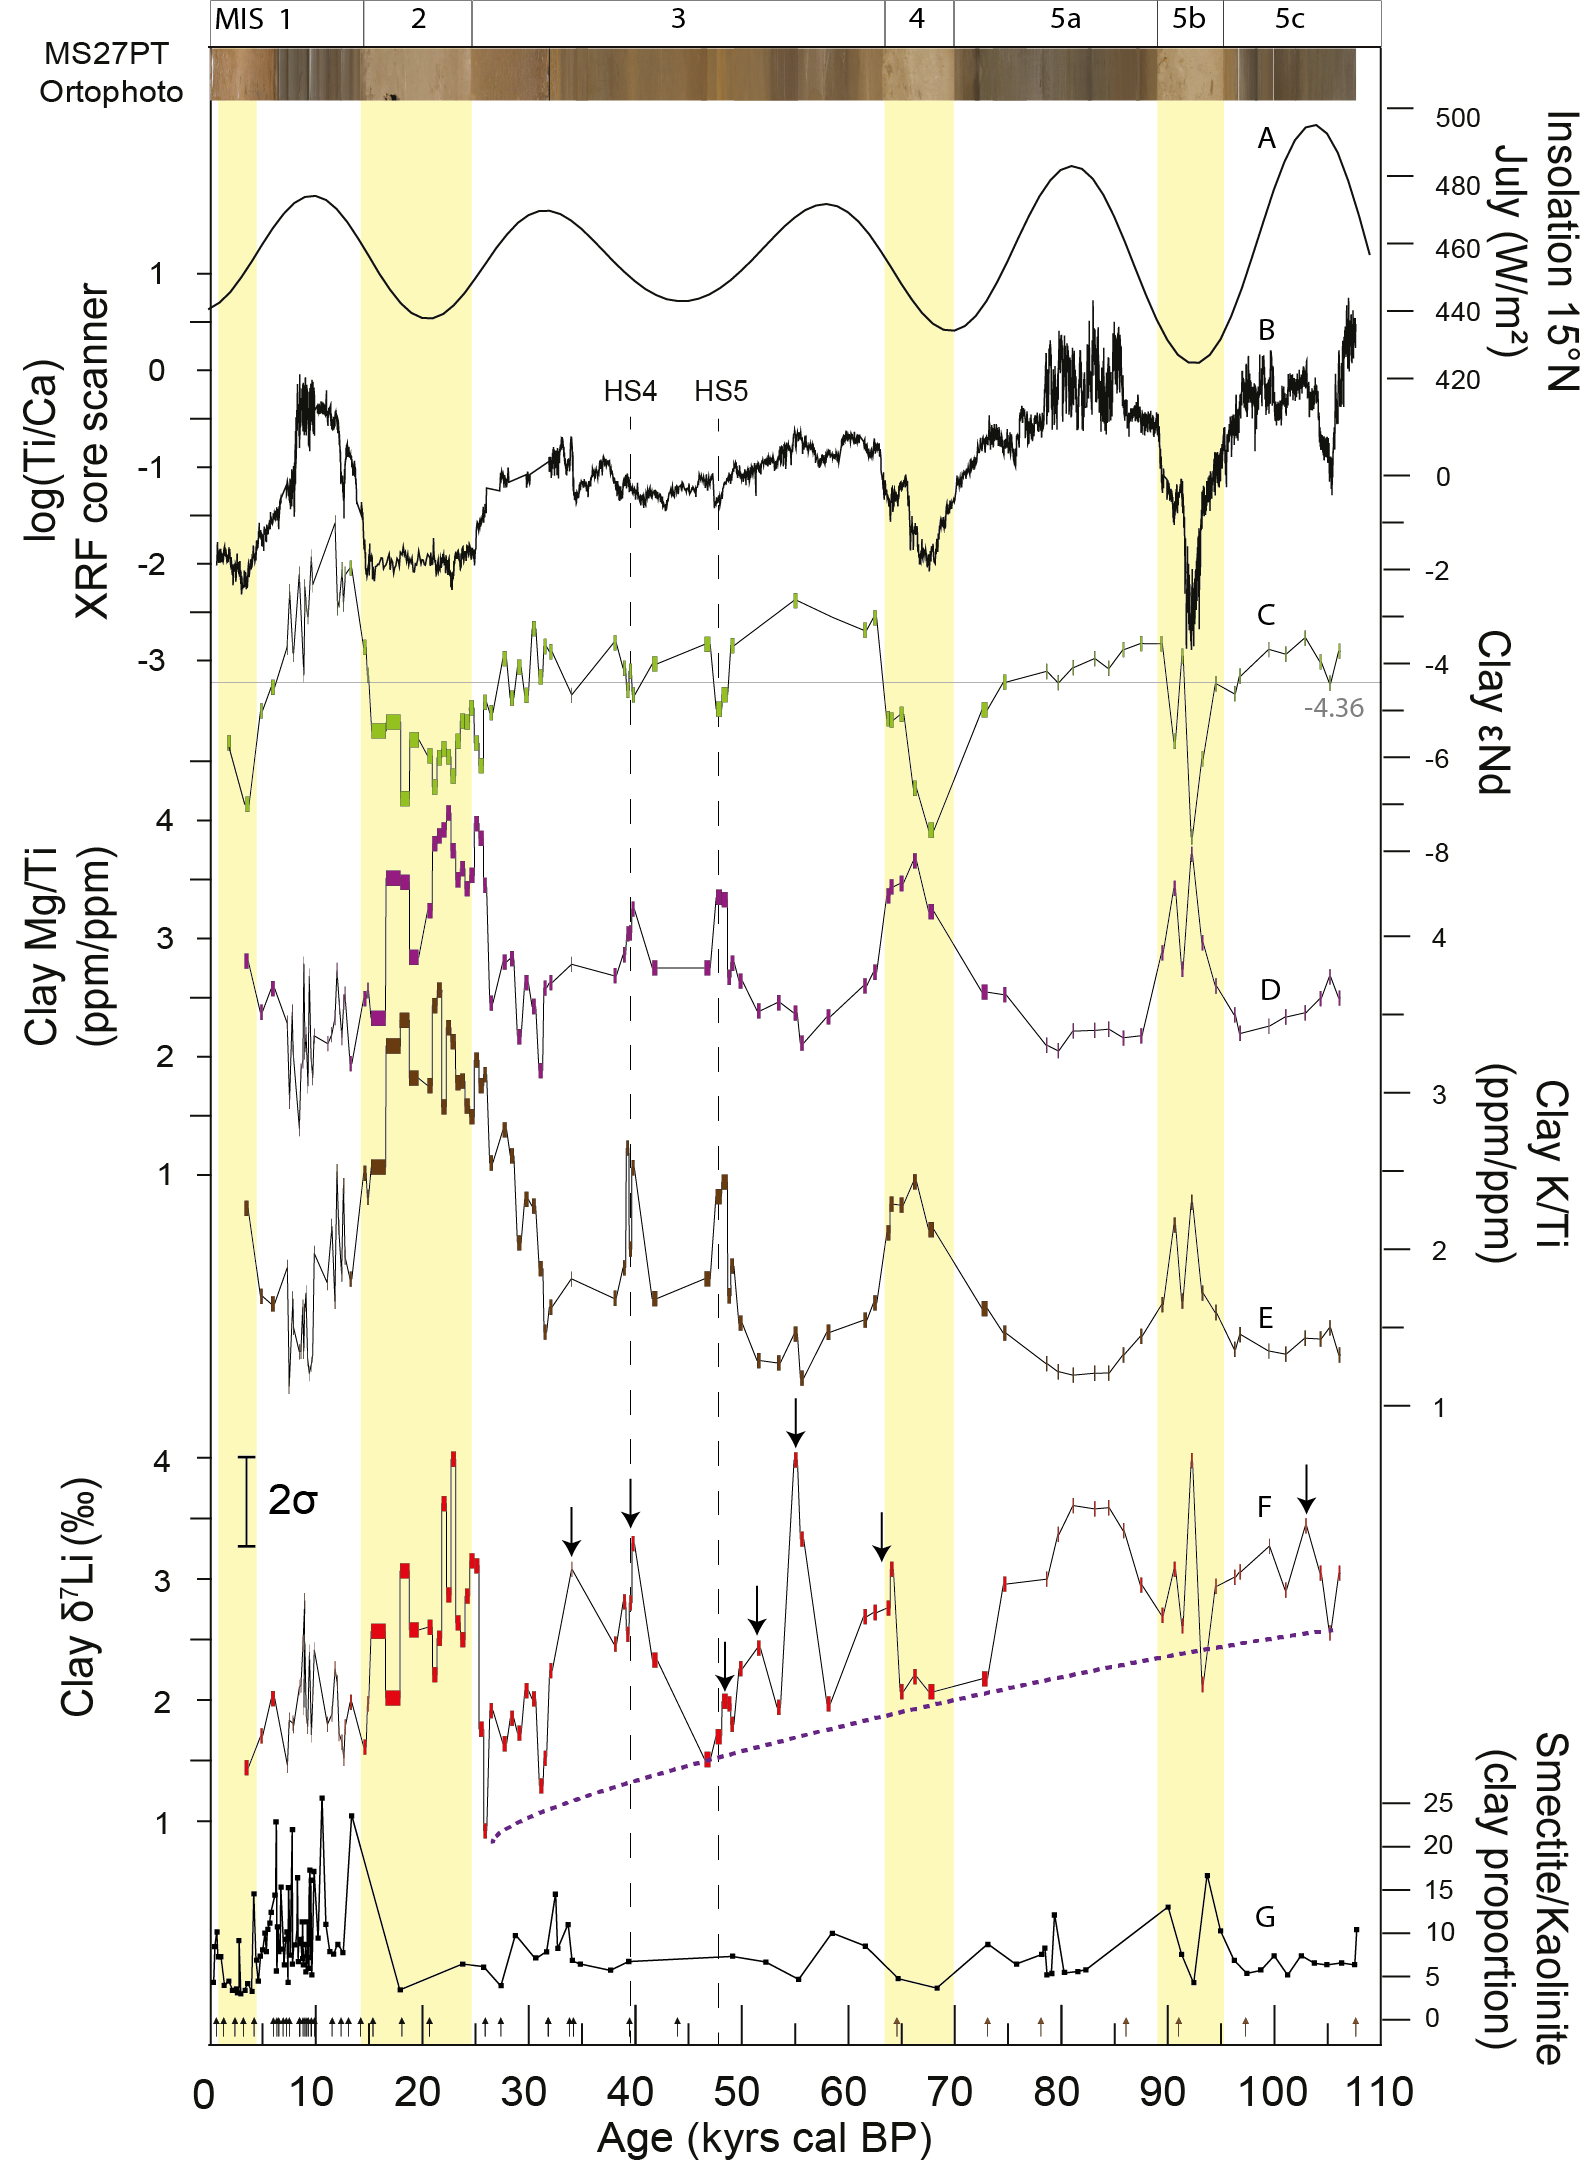 MIS 1 2 3 4 5a 5b 5c
MS27PT
Ortophoto
A
500
480
460
440
420
Insolation 15°N
July (W/m²)
1
0
-1
-2
-3
log(Ti/Ca)
XRF core scanner
B
HS4 HS5
0
-2
-4
-6
-8
Clay εNd
C
-4.36
4
3
2
1
Clay Mg/Ti
(ppm/ppm)
D
4
3
2
1
Clay K/Ti
(ppm/ppm)
E
4
3
2
1
Clay δ⁷Li (‰)
2σ
F
25
20
15
10
5
0
Smectite/Kaolinite
(clay proportion)
G
0 10 20 30 40 50 60 70 80 90 100 110
Age (kyrs cal BP)